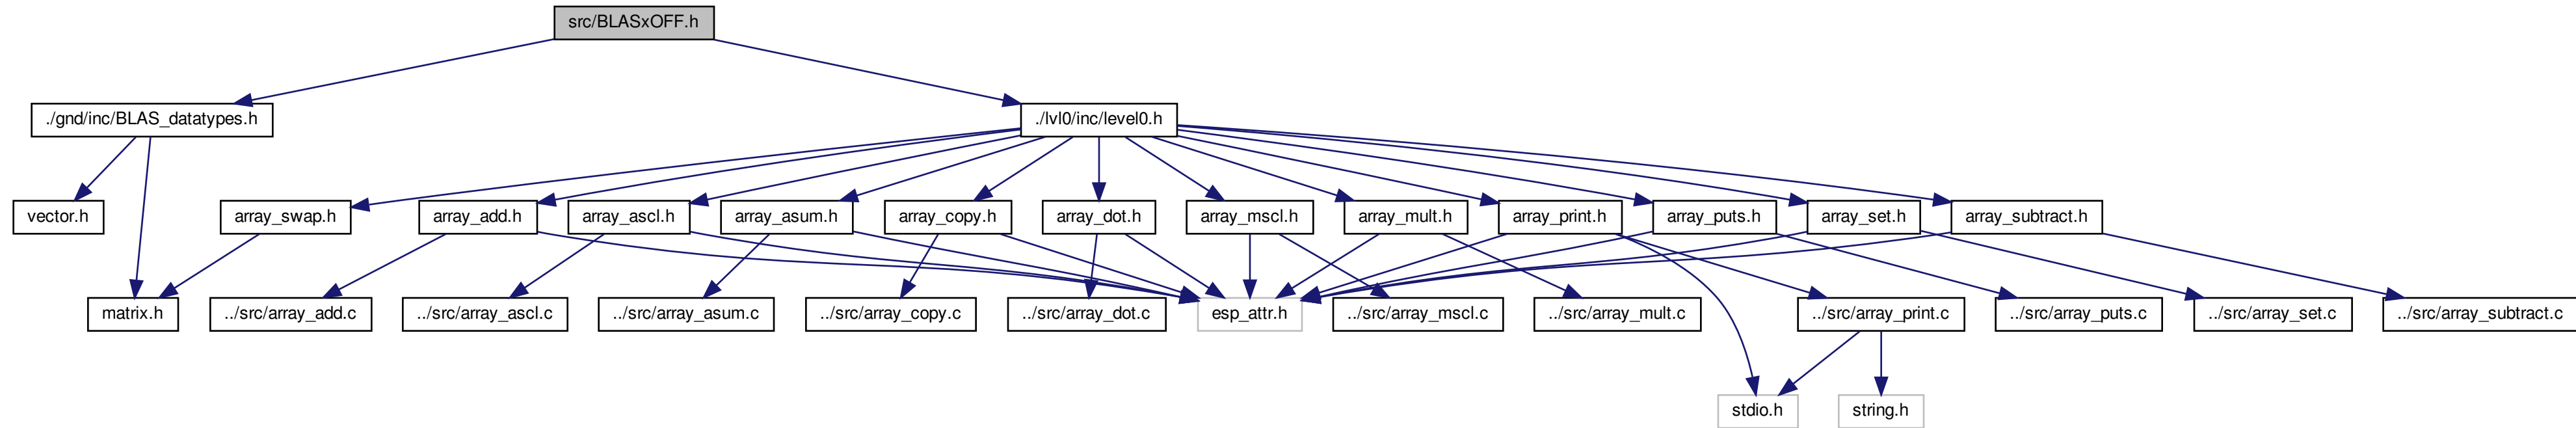 src/BLASxOFF.h
./gnd/inc/BLAS_datatypes.h
./lvl0/inc/level0.h
vector.h
array_swap.h
array_add.h
array_ascl.h
array_asum.h
array_copy.h
array_dot.h
array_mscl.h
array_mult.h
array_print.h
array_puts.h
array_set.h
array_subtract.h
matrix.h
../src/array_add.c
../src/array_ascl.c
../src/array_asum.c
../src/array_copy.c
../src/array_dot.c
esp_attr.h
../src/array_mscl.c
../src/array_mult.c
../src/array_print.c
../src/array_puts.c
../src/array_set.c
../src/array_subtract.c
stdio.h
string.h